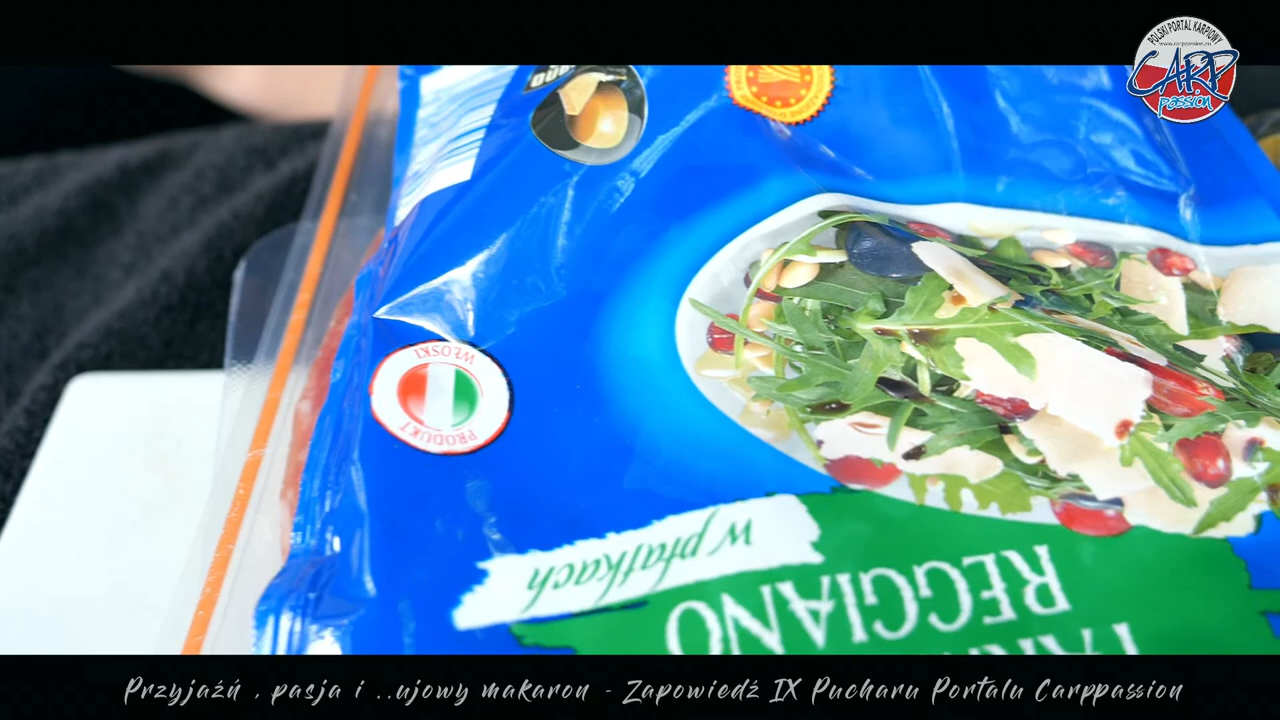 POLSKI PORTAL KARPIOWY
CARP
passion
WŁOSKI
PRODUKT
w płatkach
REGGIANO
Przyjaźń , pasja i ..ujowy makaron - Zapowiedź IX Pucharu Portalu Carppassion